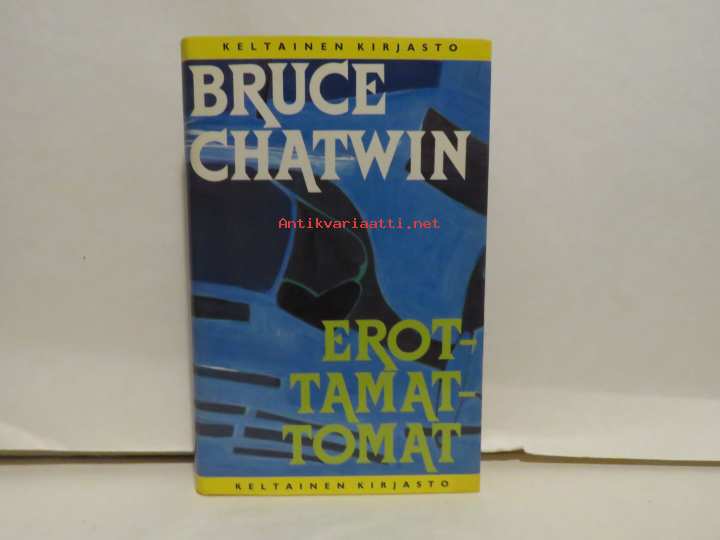 KELTAINEN KIRJASTO
BRUCE
CHATWIN
Antikvariaatti.net
EROT-
TAMAT-
TOMAT
KELTAINEN KIRJASTO